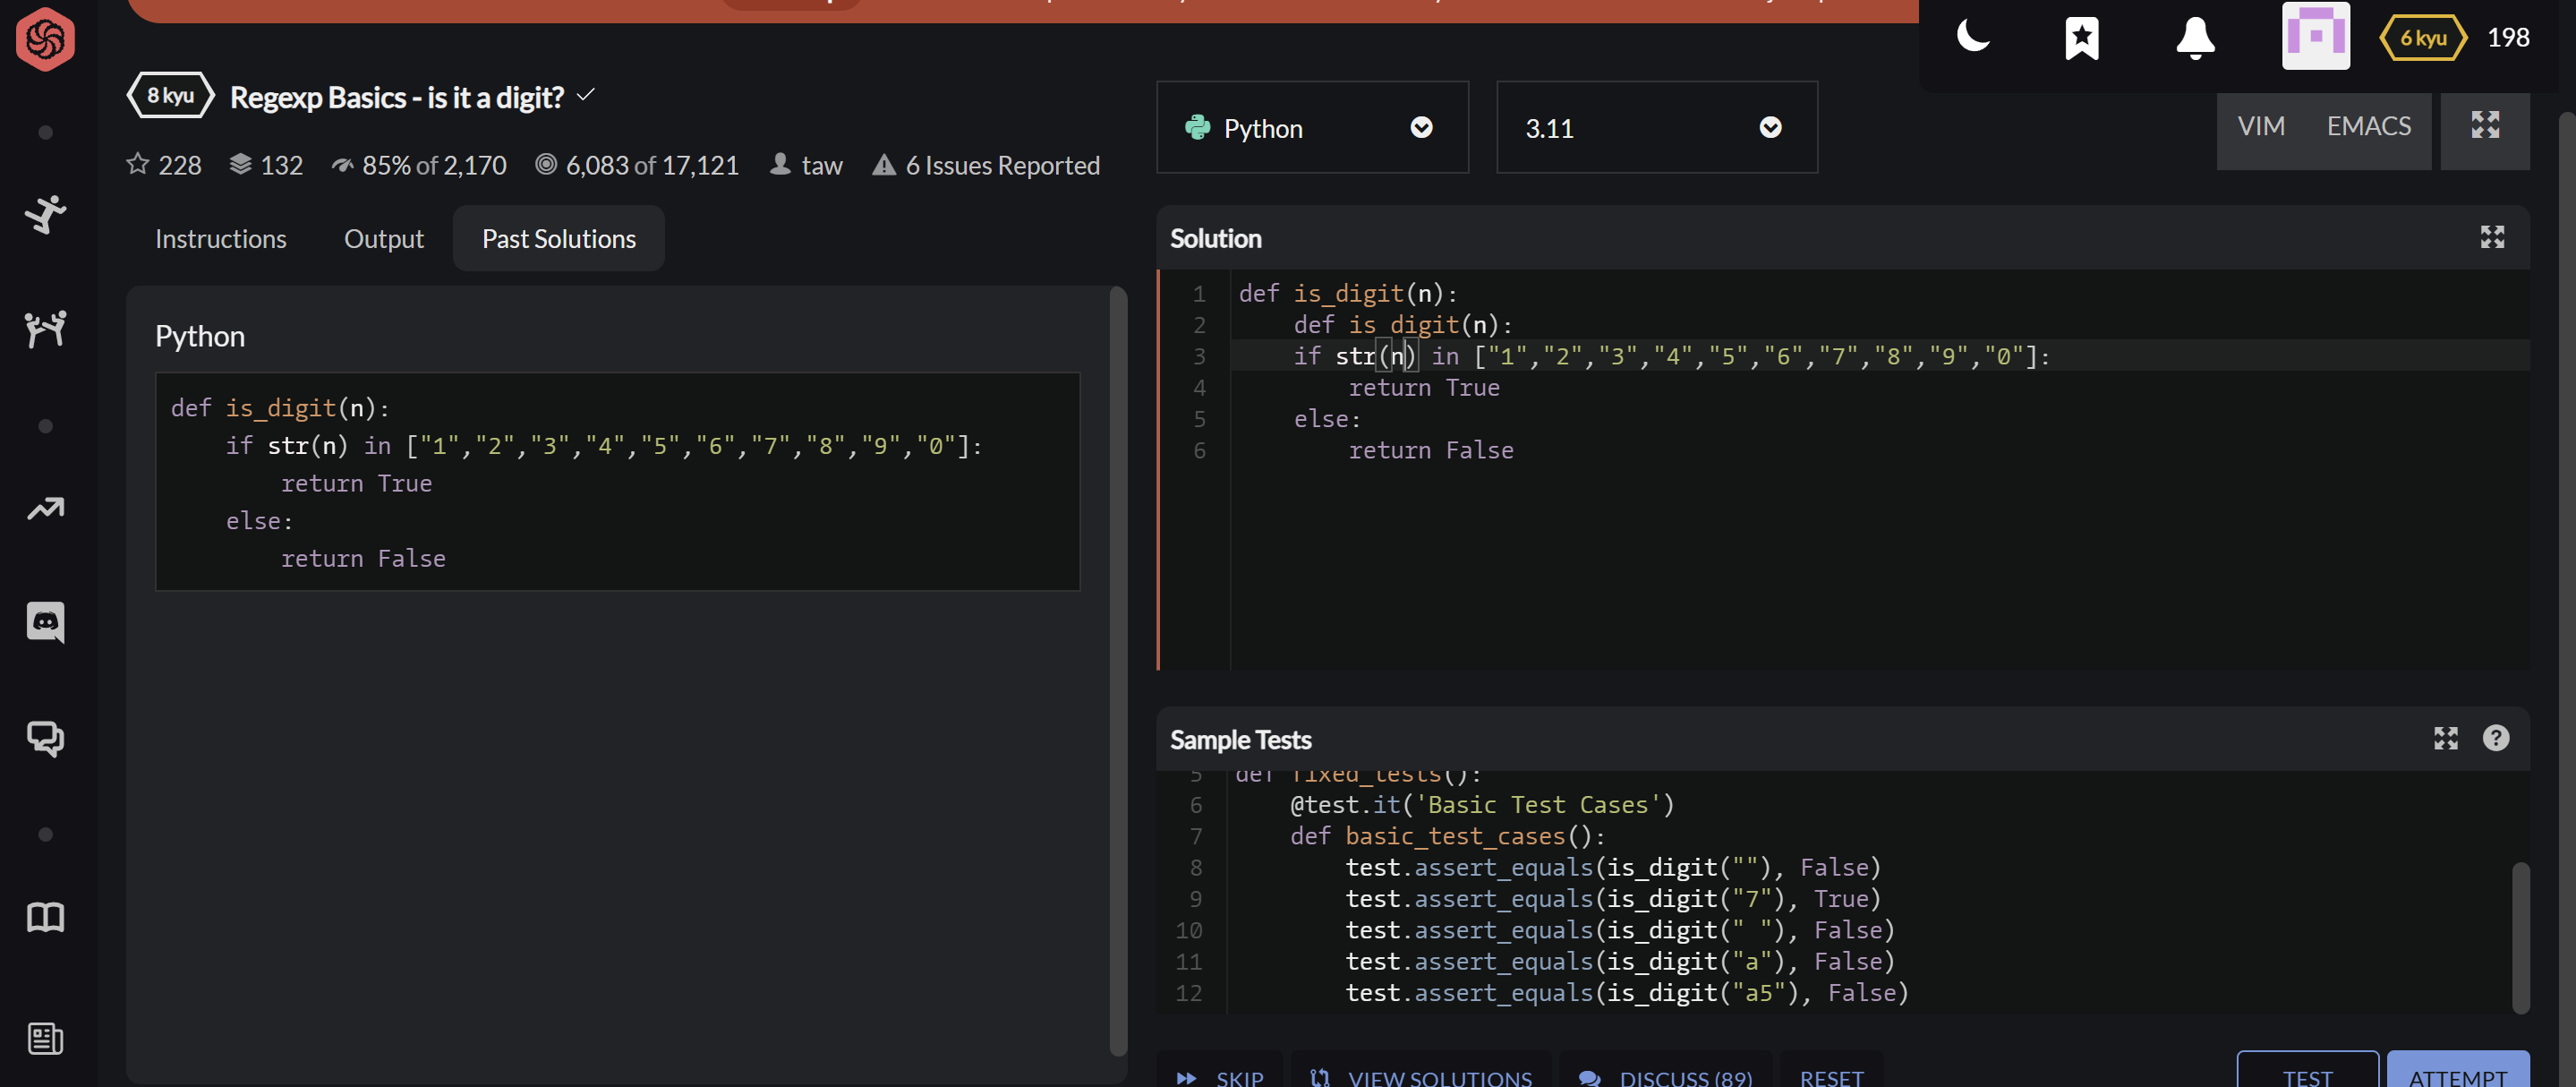 6 kyu 198
8 kyu Regexp Basics - is it a digit?
228 132 85% of 2,170 6,083 of 17,121 taw 6 Issues Reported
Instructions Output Past Solutions
Python
def is_digit(n):
if str(n) in ["1","2","3","4","5","6","7","8","9","0"]:
return True
else:
return False
Python 3.11 VIM EMACS
Solution
1 def is_digit(n):
2 def is_digit(n):
3 if str(n) in ["1","2","3","4","5","6","7","8","9","0"]:
4 return True
5 else:
6 return False
Sample Tests
5 def fixed_tests():
6 @test.it('Basic Test Cases')
7 def basic_test_cases():
8 test.assert_equals(is_digit(""), False)
9 test.assert_equals(is_digit("7"), True)
10 test.assert_equals(is_digit(" "), False)
11 test.assert_equals(is_digit("a"), False)
12 test.assert_equals(is_digit("a5"), False)
SKIP VIEW SOLUTIONS DISCUSS (89) RESET TEST ATTEMPT